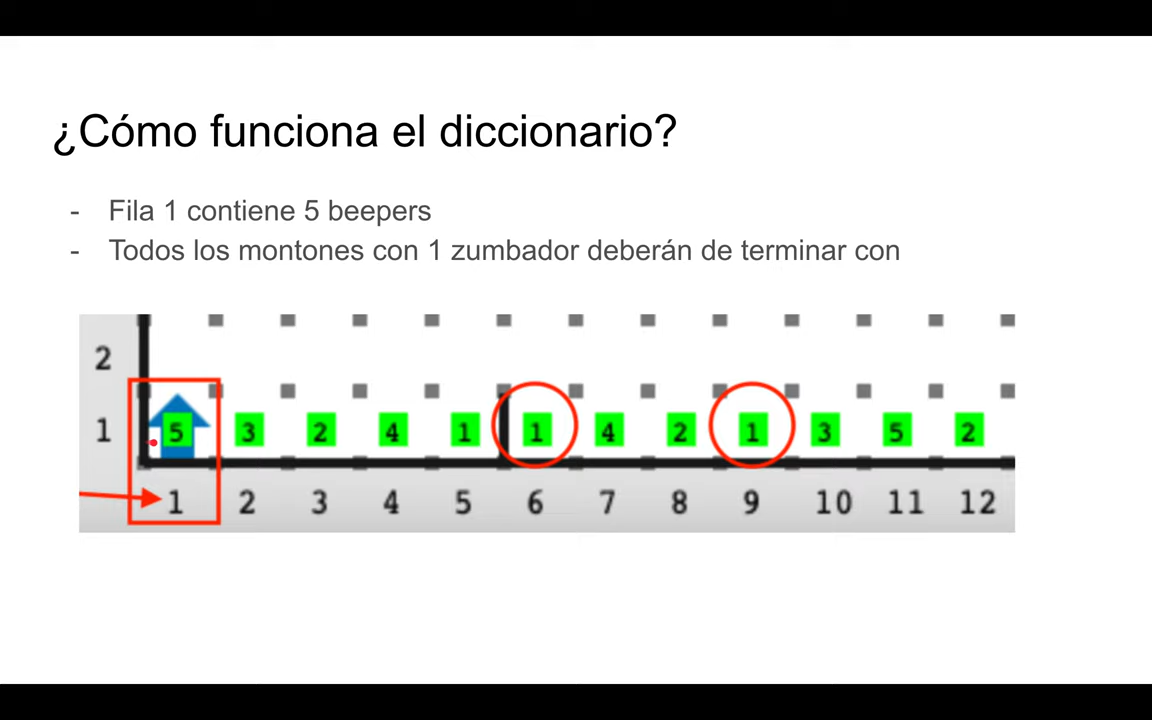 ¿Cómo funciona el diccionario?
- Fila 1 contiene 5 beepers
- Todos los montones con 1 zumbador deberán de terminar con
2
1 5 3 2 4 1 1 4 2 1 3 5 2
1 2 3 4 5 6 7 8 9 10 11 12